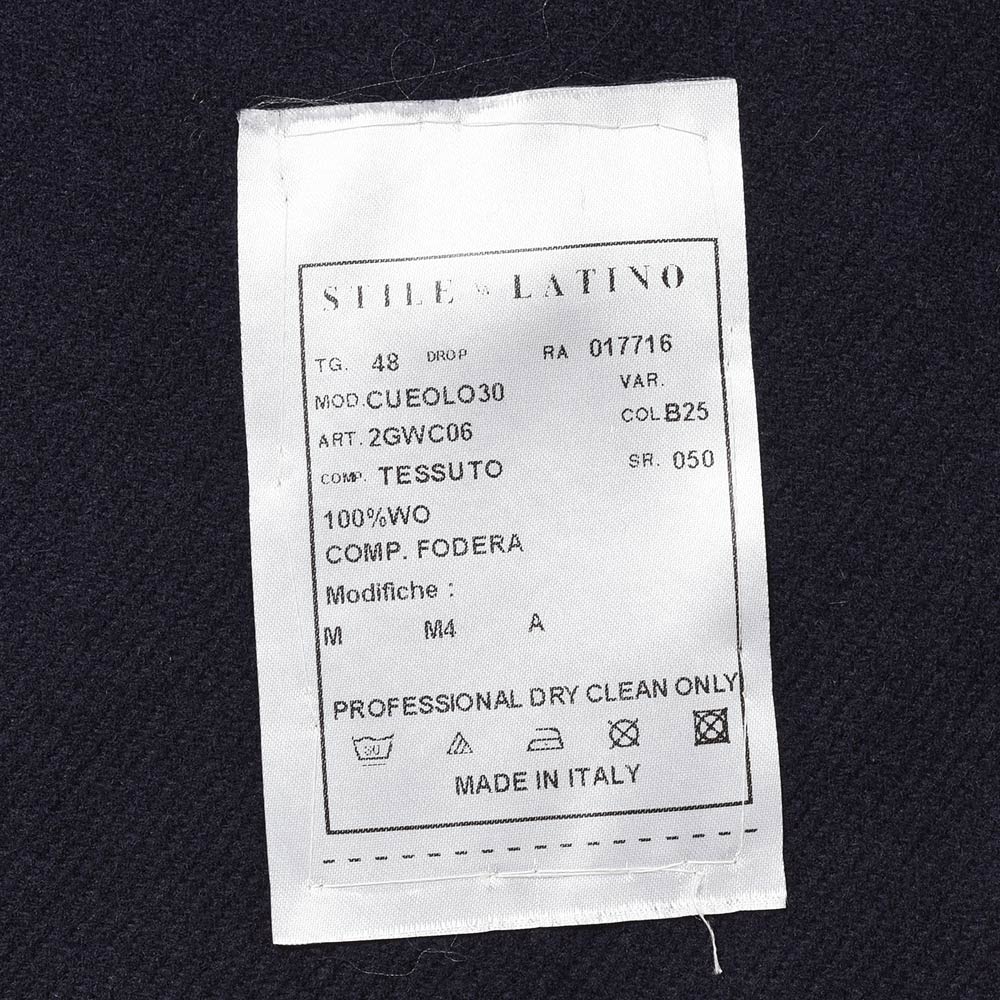 STILE LATINO
TG. 48 DROP RA 017716
MOD. CUEOLO30 VAR.
ART. 2GWC06 COL B25
COMP. TESSUTO SR. 050
100%WO
COMP. FODERA
Modifiche :
M M4 A
PROFESSIONAL DRY CLEAN ONLY
30
MADE IN ITALY